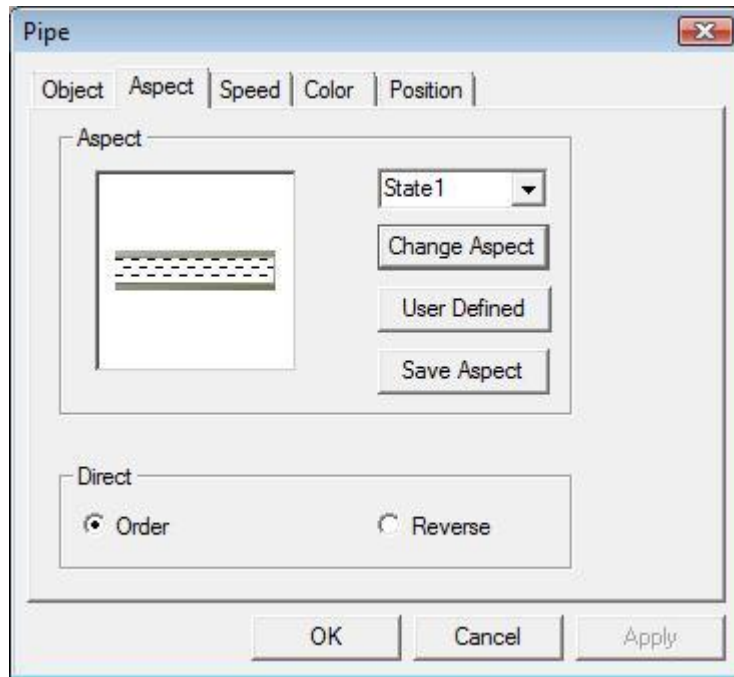 Pipe
Object Aspect Speed Color Position
Aspect
State1
Change Aspect
User Defined
Save Aspect
Direct
Order Reverse
OK Cancel Apply